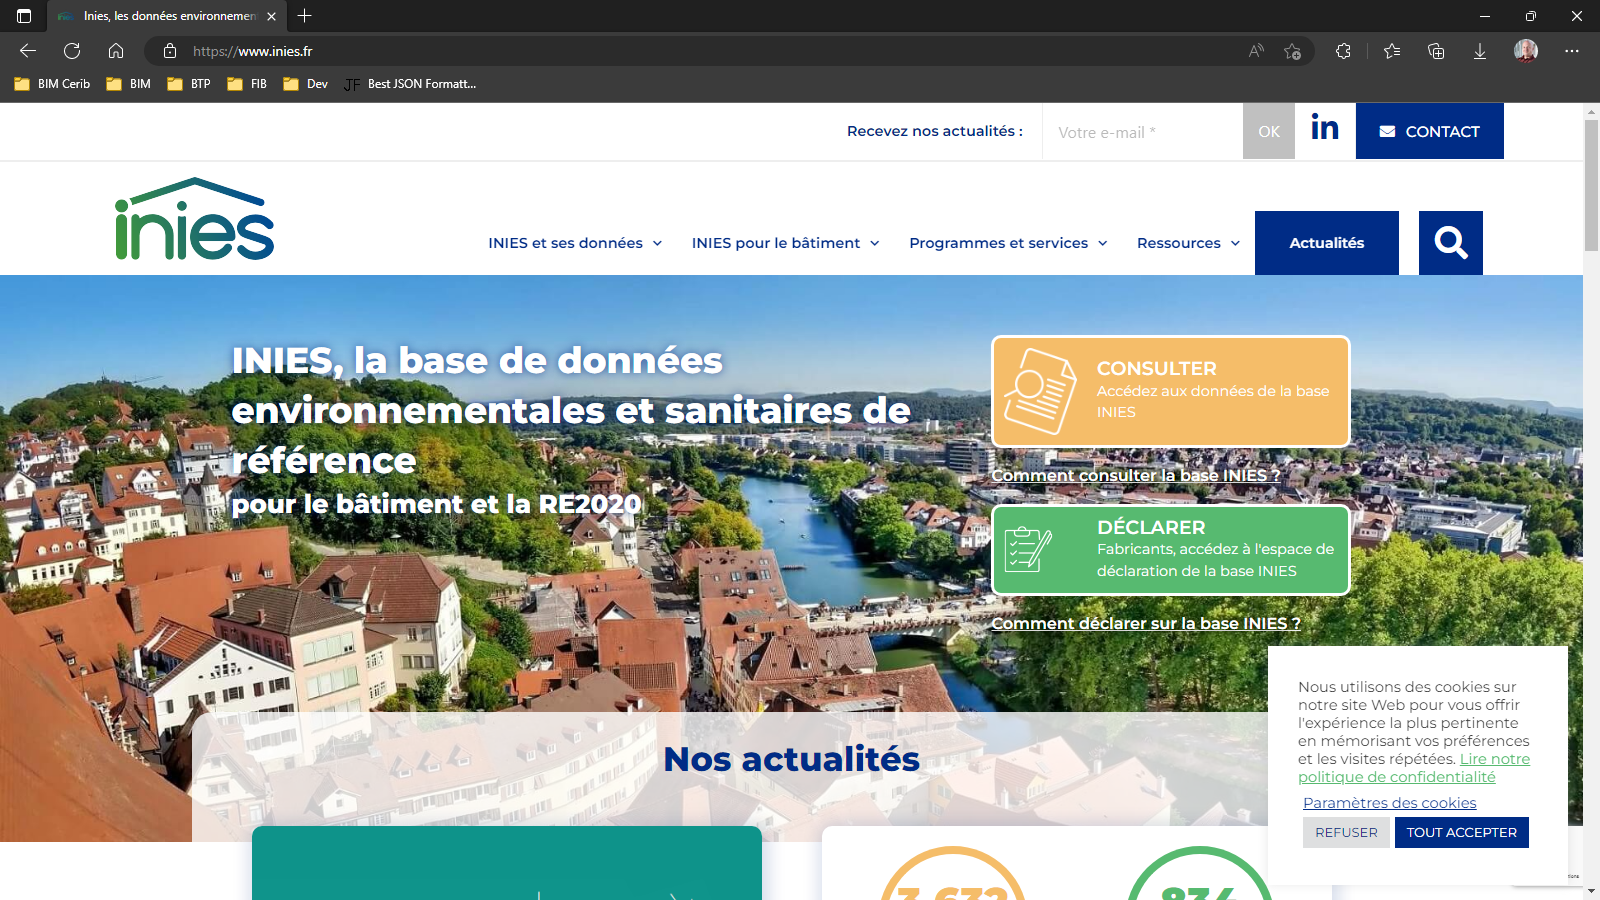 Inies, les données environnemen
https://www.inies.fr
BIM Cerib
BIM
BTP
FIB
Dev
JF
Best JSON Formatt...
Recevez nos actualités :
Votre e-mail *
OK
in
CONTACT
inies
INIES et ses données
INIES pour le bâtiment
Programmes et services
Ressources
Actualités
INIES, la base de données
environnementales et sanitaires de
référence
pour le bâtiment et la RE2020
CONSULTER
Accédez aux données de la base
INIES
Comment consulter la base INIES ?
DÉCLARER
Fabricants, accédez à l'espace de
déclaration de la base INIES
Comment déclarer sur la base INIES ?
Nos actualités
3 632
834
Nous utilisons des cookies sur
notre site Web pour vous offrir
l'expérience la plus pertinente
en mémorisant vos préférences
et les visites répétées. Lire notre
politique de confidentialité
Paramètres des cookies
REFUSER
TOUT ACCEPTER